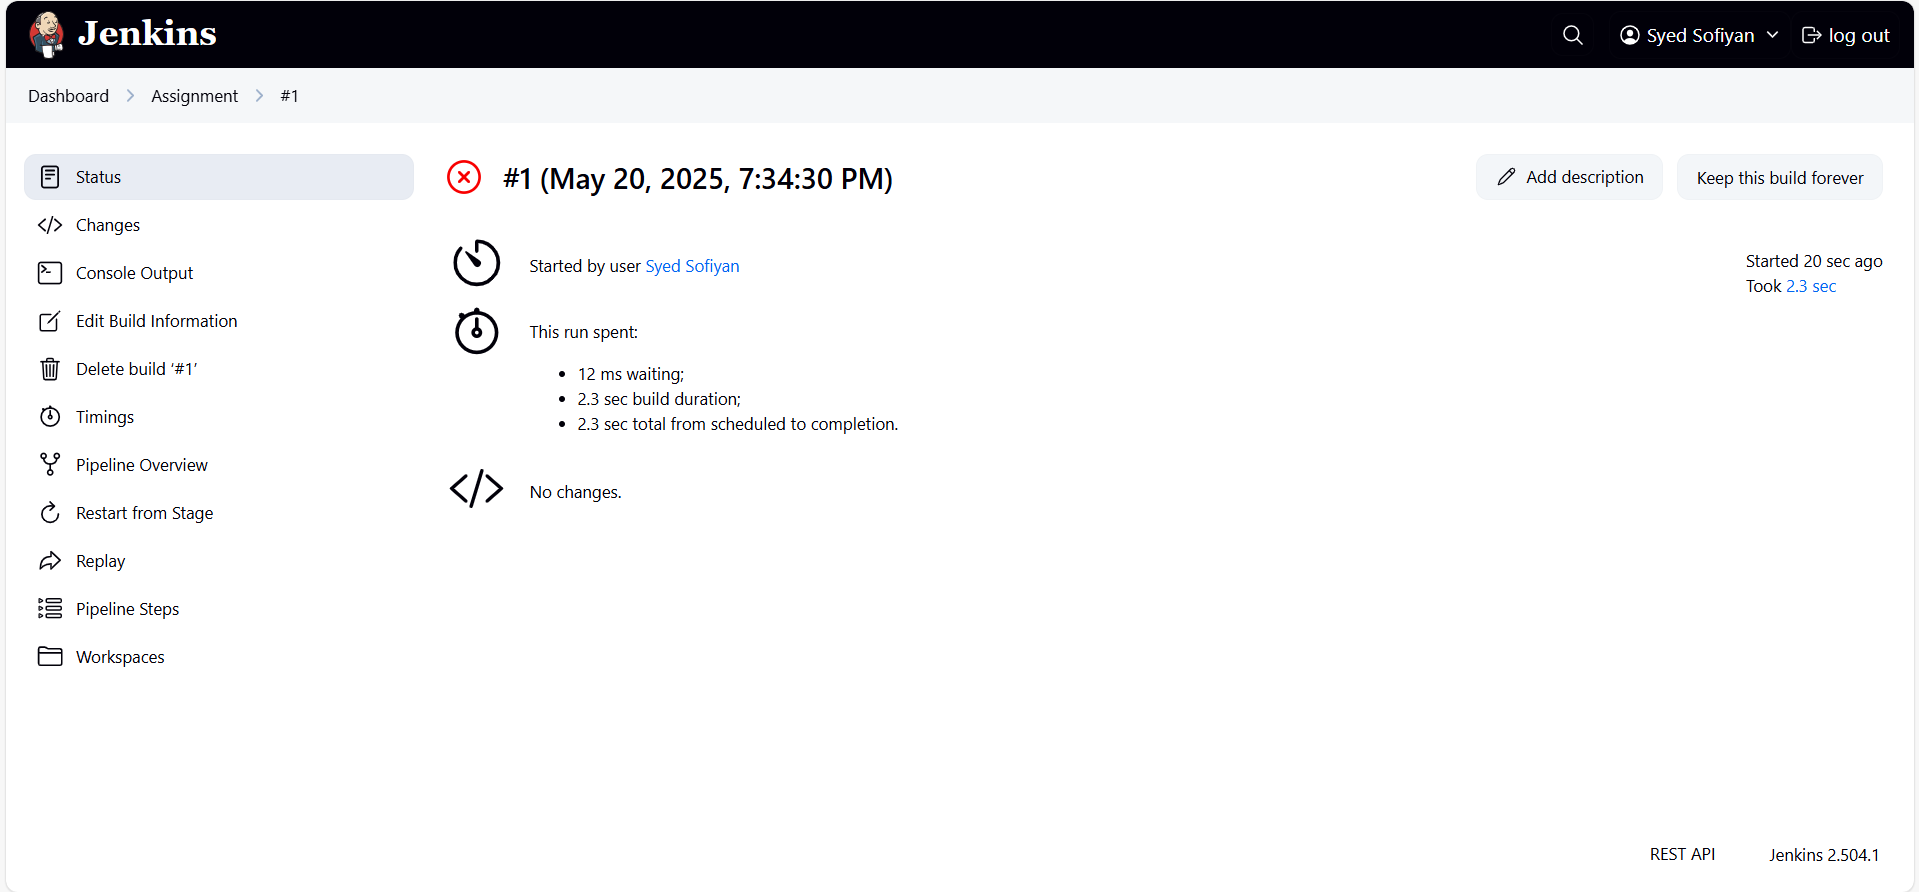 Jenkins
Syed Sofiyan
log out
Dashboard
Assignment
#1
Status
Changes
Console Output
Edit Build Information
Delete build ‘#1’
Timings
Pipeline Overview
Restart from Stage
Replay
Pipeline Steps
Workspaces
#1 (May 20, 2025, 7:34:30 PM)
Add description
Keep this build forever
Started by user Syed Sofiyan
Started 20 sec ago
Took 2.3 sec
This run spent:
• 12 ms waiting;
• 2.3 sec build duration;
• 2.3 sec total from scheduled to completion.
No changes.
REST API
Jenkins 2.504.1